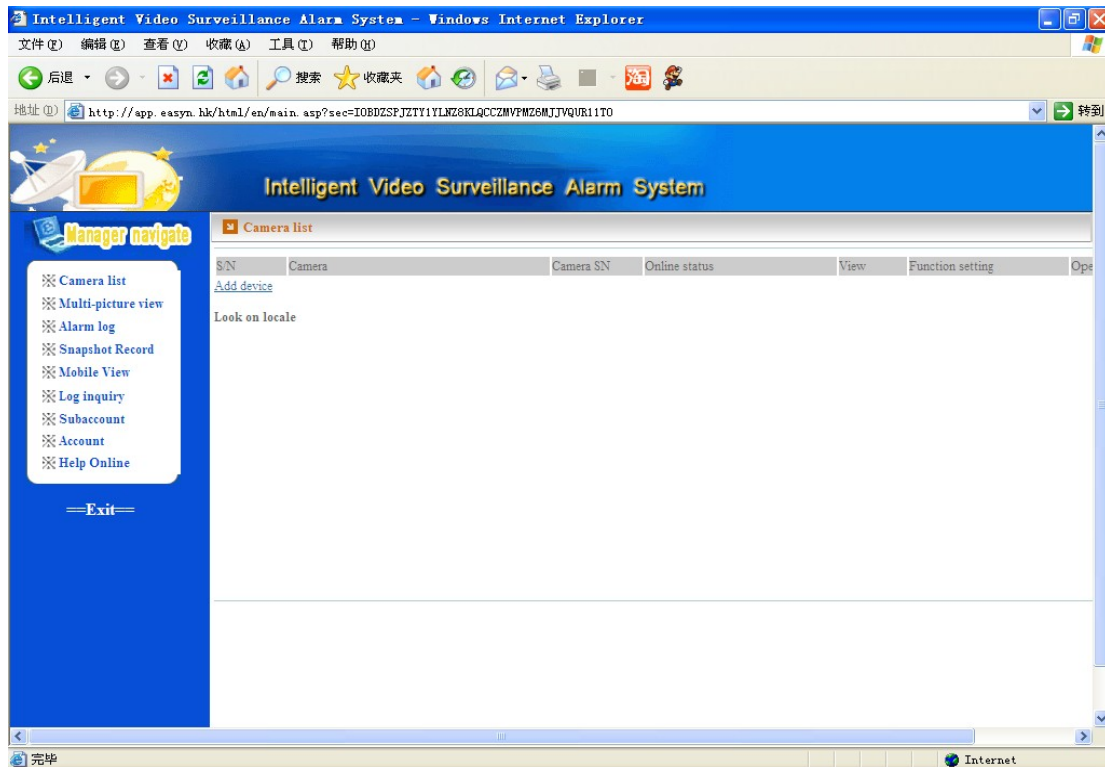 Intelligent Video Surveillance Alarm System - Windows Internet Explorer
文件(F) 编辑(E) 查看(V) 收藏(A) 工具(T) 帮助(H)
后退 搜索 收藏夹 淘
地址(D) http://app.easyn.hk/html/en/main.asp?sec=IOBDZSPJZTY1YLNZ8KLQCCZMVPMZ6MJJVQUR11TO 转到
Intelligent Video Surveillance Alarm System
Manager navigate
Camera list
S/N Camera Camera SN Online status View Function setting Ope
Add device
Look on locale
※ Camera list
※ Multi-picture view
※ Alarm log
※ Snapshot Record
※ Mobile View
※ Log inquiry
※ Subaccount
※ Account
※ Help Online
==Exit==
完毕 Internet